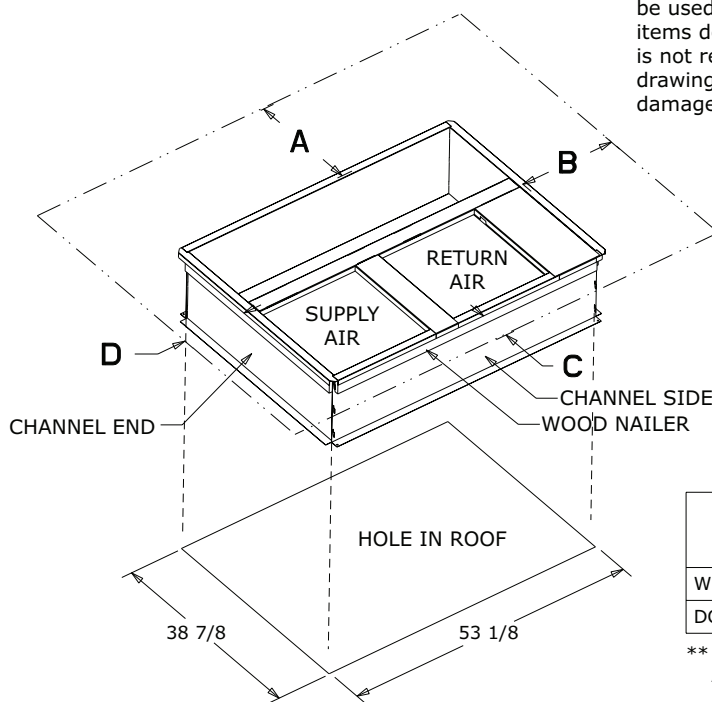 be used
items d
is not re
drawing
damage
A
B
RETURN
AIR
SUPPLY
AIR
D
C
CHANNEL SIDE
CHANNEL END
WOOD NAILER
HOLE IN ROOF
38 7/8
53 1/8
W
DO
**